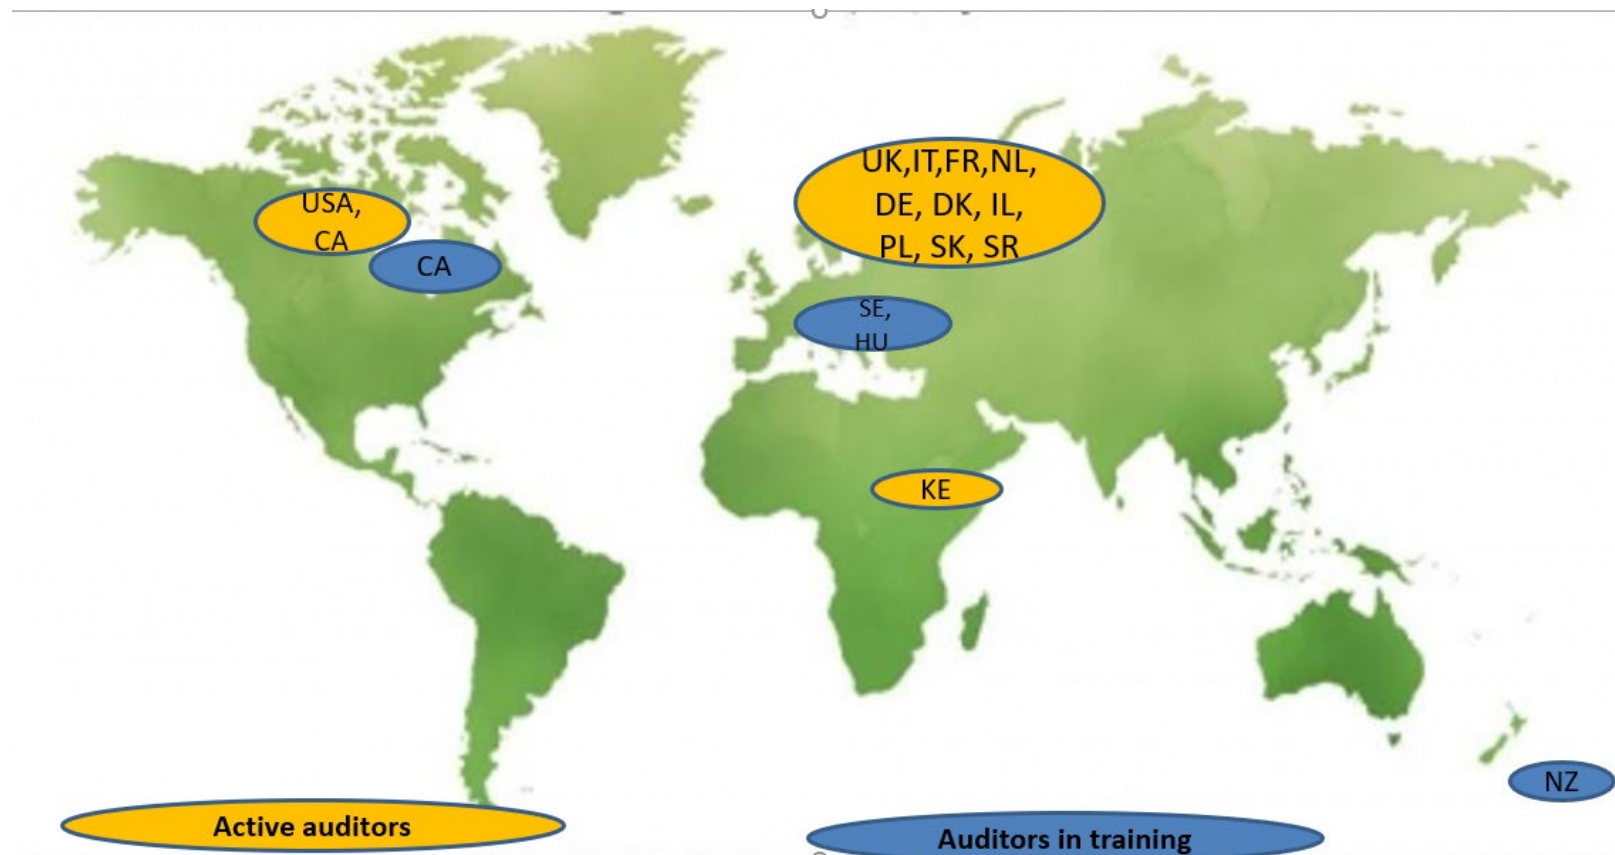 UK,IT,FR,NL,
DE, DK, IL,
PL, SK, SR
USA,
CA
CA
SE,
HU
KE
NZ
Active auditors
Auditors in training